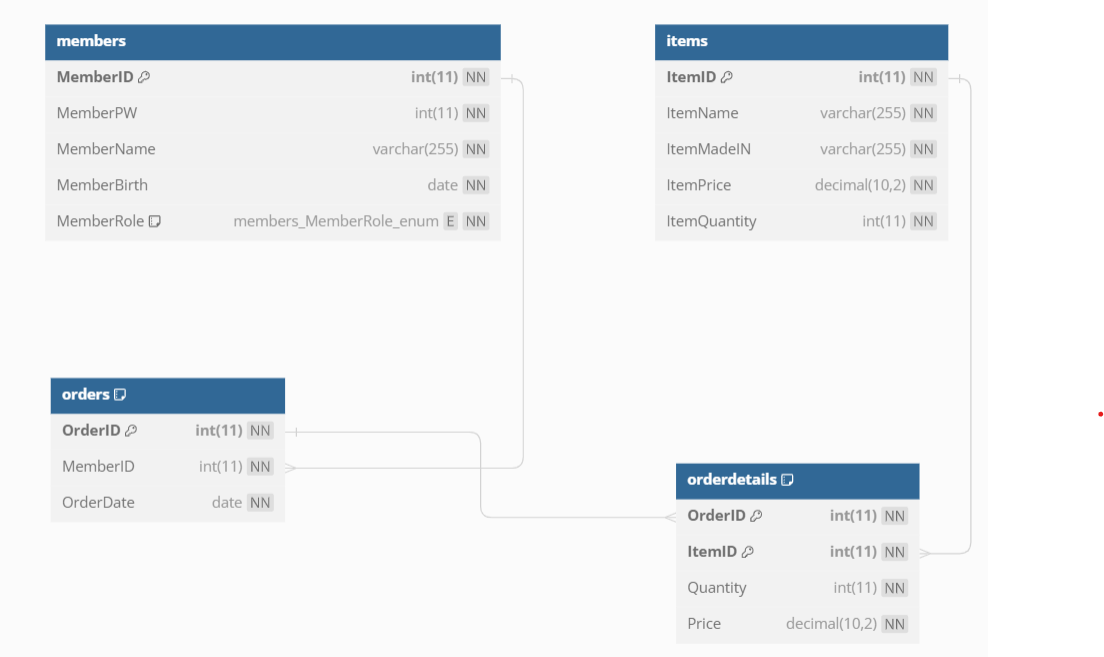 members
MemberID int(11) NN
MemberPW int(11) NN
MemberName varchar(255) NN
MemberBirth date NN
MemberRole members_MemberRole_enum E NN
items
ItemID int(11) NN
ItemName varchar(255) NN
ItemMadeIN varchar(255) NN
ItemPrice decimal(10,2) NN
ItemQuantity int(11) NN
orders
OrderID int(11) NN
MemberID int(11) NN
OrderDate date NN
orderdetails
OrderID int(11) NN
ItemID int(11) NN
Quantity int(11) NN
Price decimal(10,2) NN